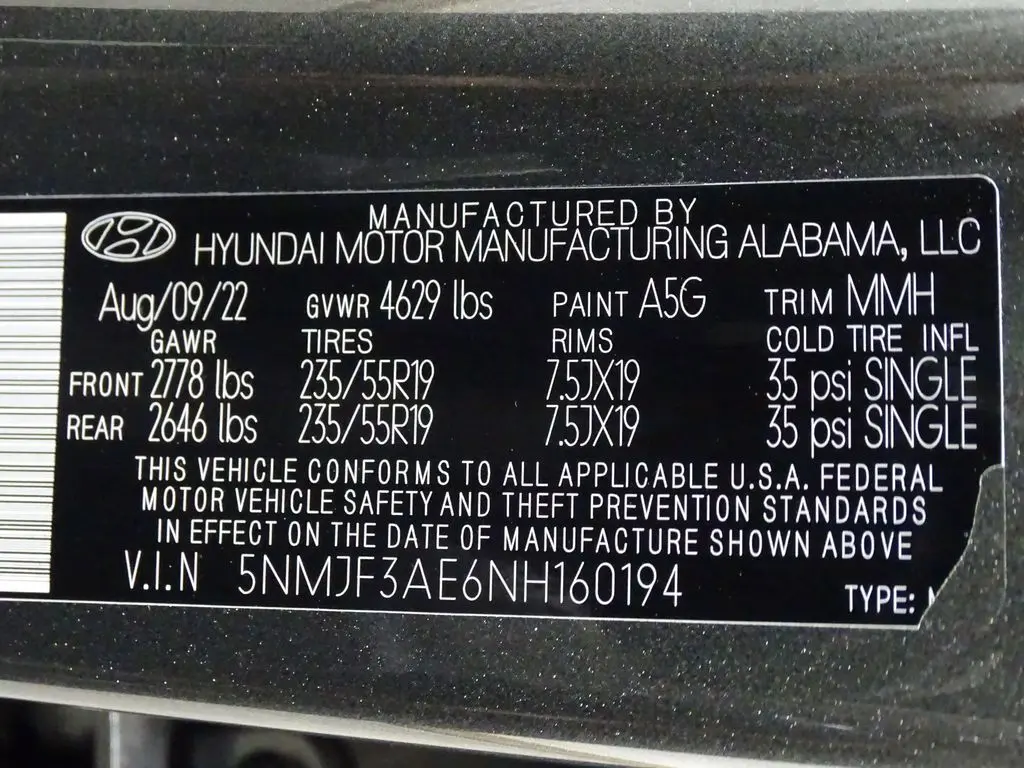 MANUFACTURED BY
HYUNDAI MOTOR MANUFACTURING ALABAMA, LLC
Aug/09/22 GVWR 4629 lbs PAINT A5G TRIM MMH
GAWR TIRES RIMS COLD TIRE INFL
FRONT 2778 lbs 235/55R19 7.5JX19 35 psi SINGLE
REAR 2646 lbs 235/55R19 7.5JX19 35 psi SINGLE
THIS VEHICLE CONFORMS TO ALL APPLICABLE U.S.A. FEDERAL
MOTOR VEHICLE SAFETY AND THEFT PREVENTION STANDARDS
IN EFFECT ON THE DATE OF MANUFACTURE SHOWN ABOVE
V.I.N 5NMJF3AE6NH160194
TYPE: